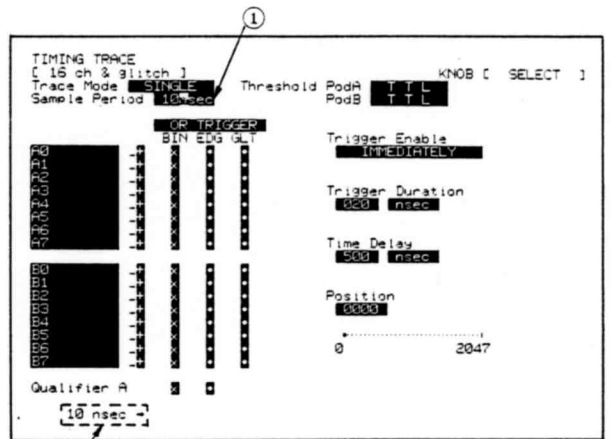 1
TIMING TRACE
[ 16 ch & glitch ]
KNOB [ SELECT ]
Trace Mode SINGLE Threshold PodA TTL
Sample Period 10nsec PodB TTL
OR TRIGGER
BIN EDG GLT
Trigger Enable
IMMEDIATELY
A0 _+ × • •
A1 _+ × • •
A2 _+ × • •
A3 _+ × • •
A4 _+ × • •
A5 _+ × • •
A6 _+ × • •
A7 _+ × • •
Trigger Duration
020 nsec
Time Delay
500 nsec
B0 _+ × • •
B1 _+ × • •
B2 _+ × • •
B3 _+ × • •
B4 _+ × • •
B5 _+ × • •
B6 _+ × • •
B7 _+ × • •
Position
0000
0 2047
Qualifier A × •
10 nsec →